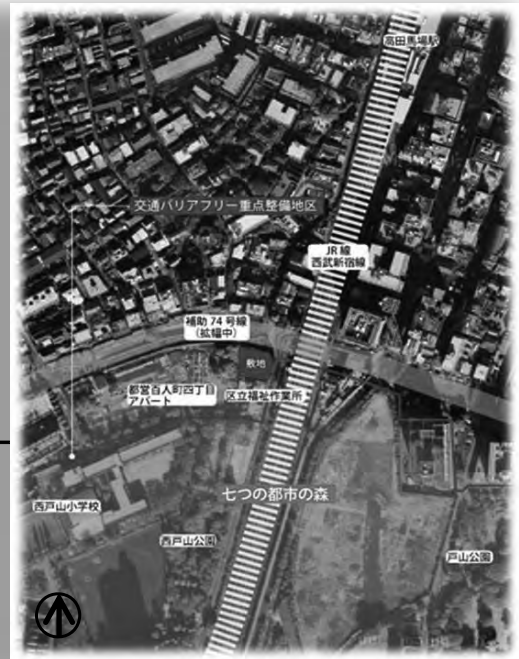 高田馬場駅
交通バリアフリー重点整備地区
JR線
西武新宿線
補助74号線
(拡幅中)
敷地
都営百人町四丁目
アパート
区立福祉作業所
七つの都市の森
西戸山小学校
西戸山公園
戸山公園